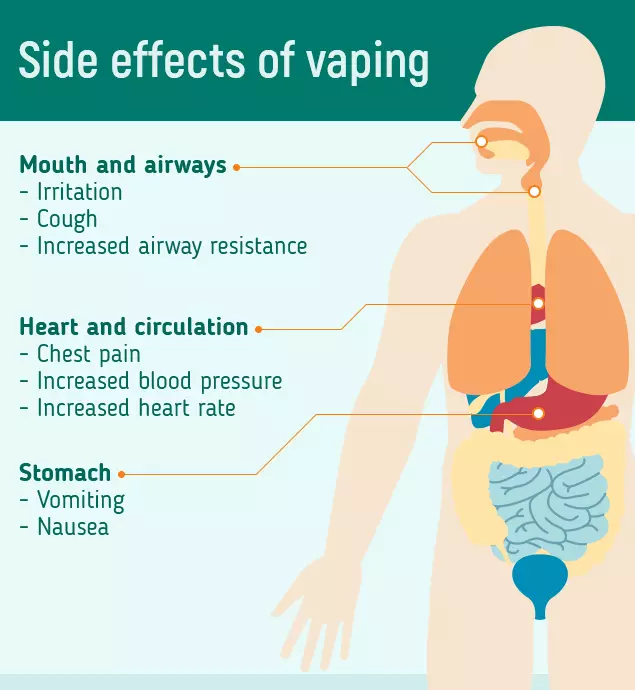 Side effects of vaping
Mouth and airways
- Irritation
- Cough
- Increased airway resistance
Heart and circulation
- Chest pain
- Increased blood pressure
- Increased heart rate
Stomach
- Vomiting
- Nausea